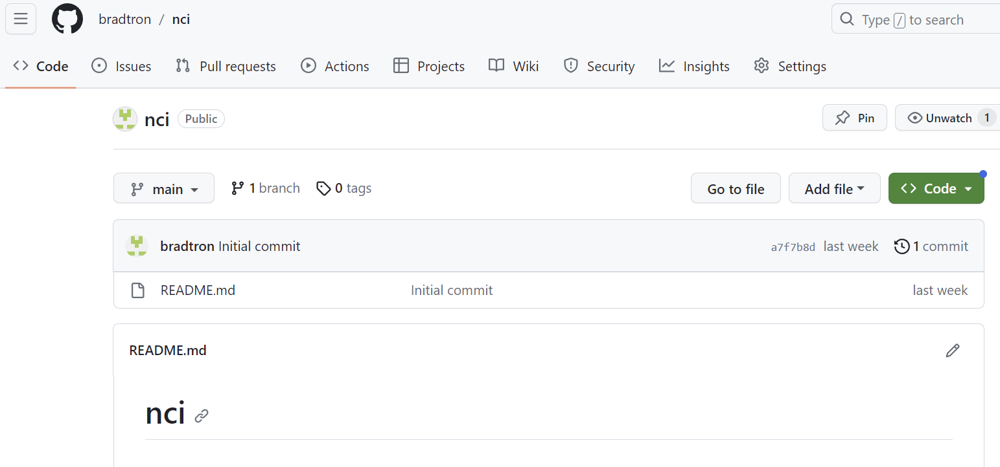 bradtron / nci Type / to search
Code Issues Pull requests Actions Projects Wiki Security Insights Settings
nci Public Pin Unwatch 1
main 1 branch 0 tags Go to file Add file Code
bradtron Initial commit a7f7b8d last week 1 commit
README.md Initial commit last week
README.md
nci